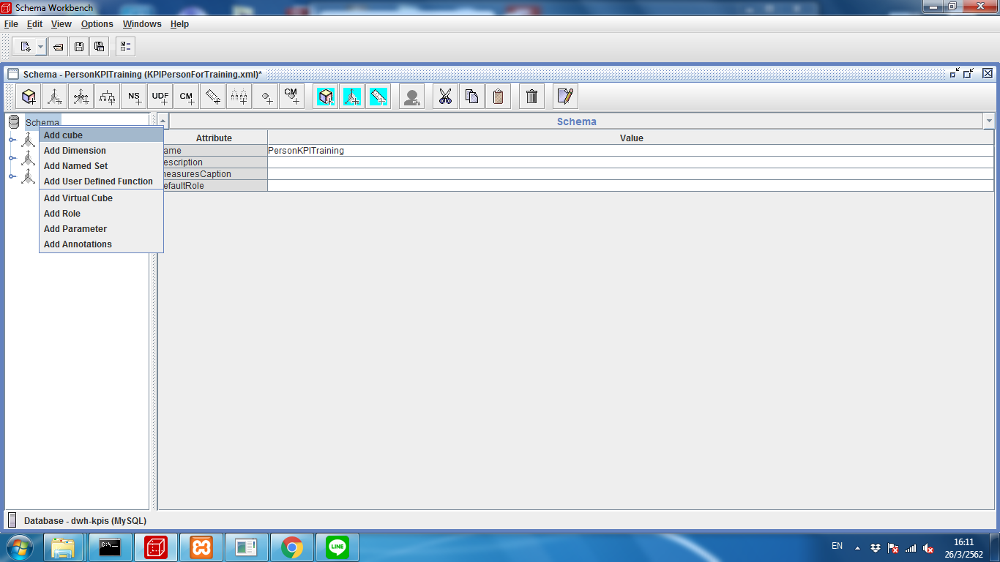 Schema Workbench
File Edit View Options Windows Help
Schema - PersonKPITraining (KPIPersonForTraining.xml)*
NS UDF CM CM
Schema
Schema
Attribute Value
ame PersonKPITraining
escription
measuresCaption
efaultRole
Add cube
Add Dimension
Add Named Set
Add User Defined Function
Add Virtual Cube
Add Role
Add Parameter
Add Annotations
Database - dwh-kpis (MySQL)
C:\.
LINE
EN
16:11
26/3/2562